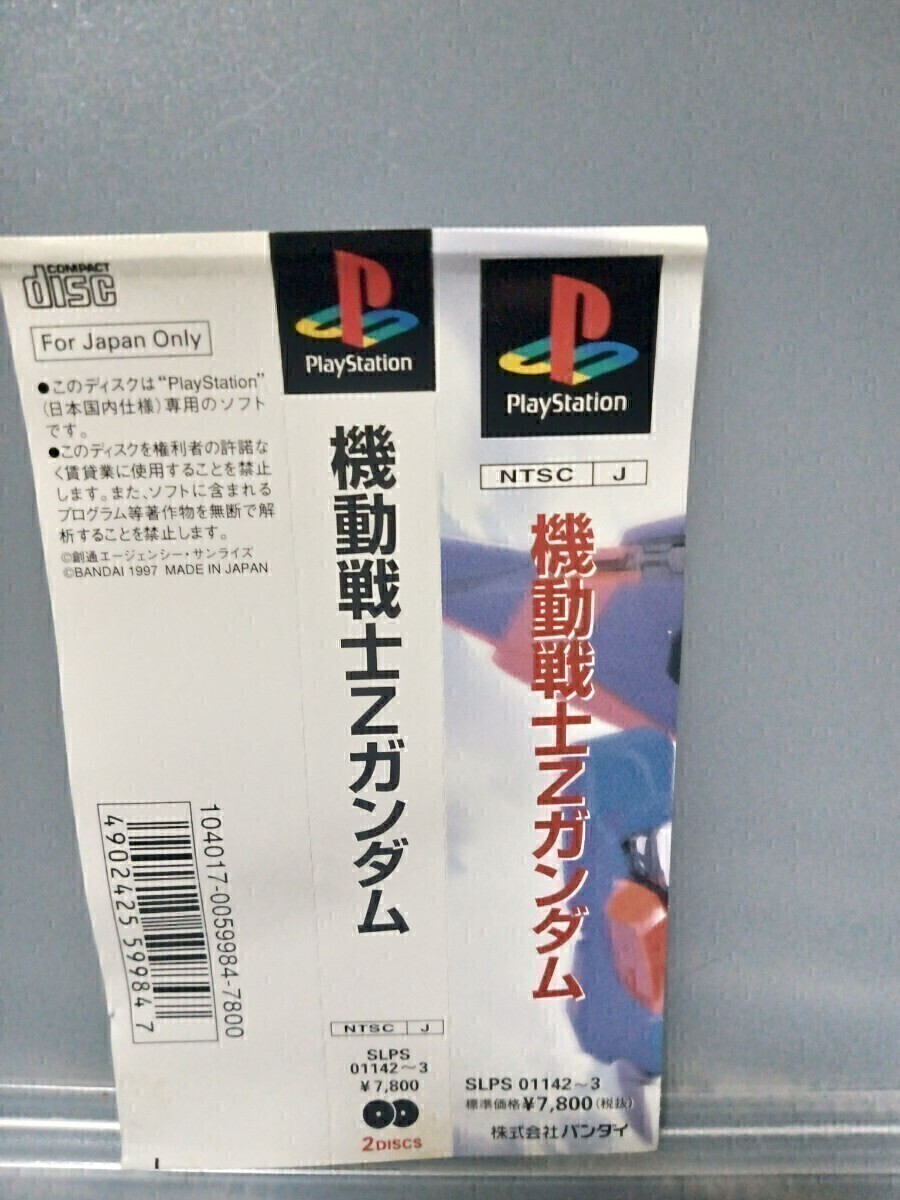 COMPACT
disc
For Japan Only
●このディスクは“PlayStation”
(日本国内仕様)専用のソフト
です。
●このディスクを権利者の許諾な
く賃貸業に使用することを禁止
します。また、ソフトに含まれる
プログラム等著作物を無断で解
析することを禁止します。
©創通エージェンシー・サンライズ
©BANDAI 1997 MADE IN JAPAN
104017-0059984-7800
4902425599847
PlayStation
機動戦士Zガンダム
NTSC J
SLPS
01142～3
¥7,800
2DISCS
PlayStation
NTSC J
機動戦士Zガンダム
SLPS 01142～3
標準価格¥7,800(税抜)
株式会社バンダイ